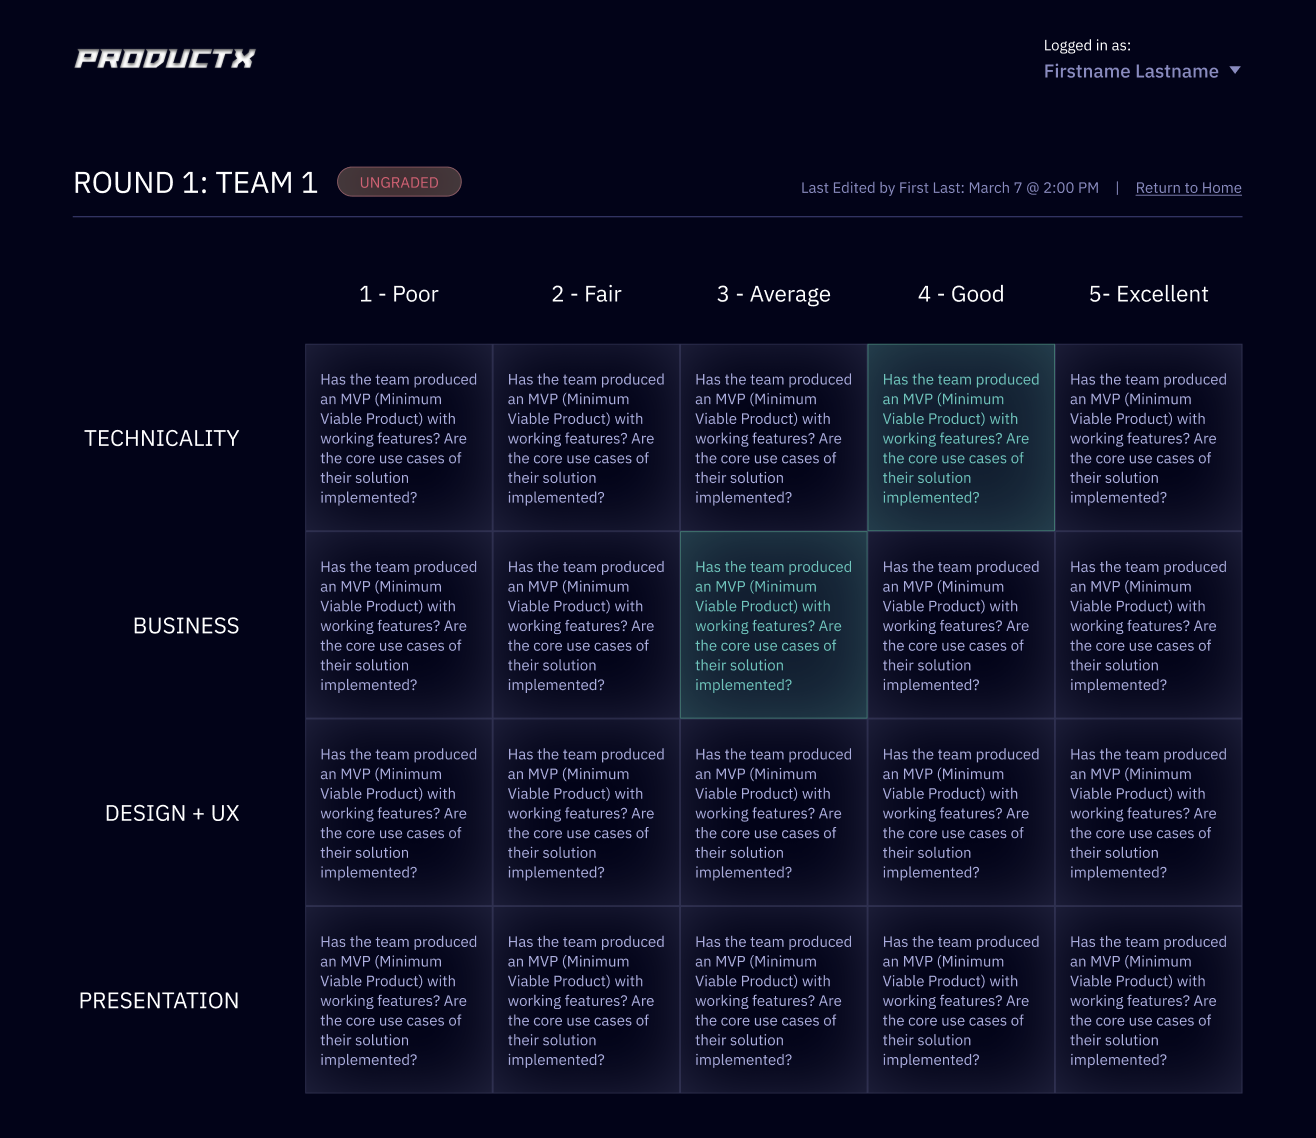 PRODUCTX
Logged in as:
Firstname Lastname
ROUND 1: TEAM 1
UNGRADED
Last Edited by First Last: March 7 @ 2:00 PM | Return to Home
1 - Poor
2 - Fair
3 - Average
4 - Good
5- Excellent
TECHNICALITY
Has the team produced
an MVP (Minimum
Viable Product) with
working features? Are
the core use cases of
their solution
implemented?
Has the team produced
an MVP (Minimum
Viable Product) with
working features? Are
the core use cases of
their solution
implemented?
Has the team produced
an MVP (Minimum
Viable Product) with
working features? Are
the core use cases of
their solution
implemented?
Has the team produced
an MVP (Minimum
Viable Product) with
working features? Are
the core use cases of
their solution
implemented?
Has the team produced
an MVP (Minimum
Viable Product) with
working features? Are
the core use cases of
their solution
implemented?
BUSINESS
Has the team produced
an MVP (Minimum
Viable Product) with
working features? Are
the core use cases of
their solution
implemented?
Has the team produced
an MVP (Minimum
Viable Product) with
working features? Are
the core use cases of
their solution
implemented?
Has the team produced
an MVP (Minimum
Viable Product) with
working features? Are
the core use cases of
their solution
implemented?
Has the team produced
an MVP (Minimum
Viable Product) with
working features? Are
the core use cases of
their solution
implemented?
Has the team produced
an MVP (Minimum
Viable Product) with
working features? Are
the core use cases of
their solution
implemented?
DESIGN + UX
Has the team produced
an MVP (Minimum
Viable Product) with
working features? Are
the core use cases of
their solution
implemented?
Has the team produced
an MVP (Minimum
Viable Product) with
working features? Are
the core use cases of
their solution
implemented?
Has the team produced
an MVP (Minimum
Viable Product) with
working features? Are
the core use cases of
their solution
implemented?
Has the team produced
an MVP (Minimum
Viable Product) with
working features? Are
the core use cases of
their solution
implemented?
Has the team produced
an MVP (Minimum
Viable Product) with
working features? Are
the core use cases of
their solution
implemented?
PRESENTATION
Has the team produced
an MVP (Minimum
Viable Product) with
working features? Are
the core use cases of
their solution
implemented?
Has the team produced
an MVP (Minimum
Viable Product) with
working features? Are
the core use cases of
their solution
implemented?
Has the team produced
an MVP (Minimum
Viable Product) with
working features? Are
the core use cases of
their solution
implemented?
Has the team produced
an MVP (Minimum
Viable Product) with
working features? Are
the core use cases of
their solution
implemented?
Has the team produced
an MVP (Minimum
Viable Product) with
working features? Are
the core use cases of
their solution
implemented?